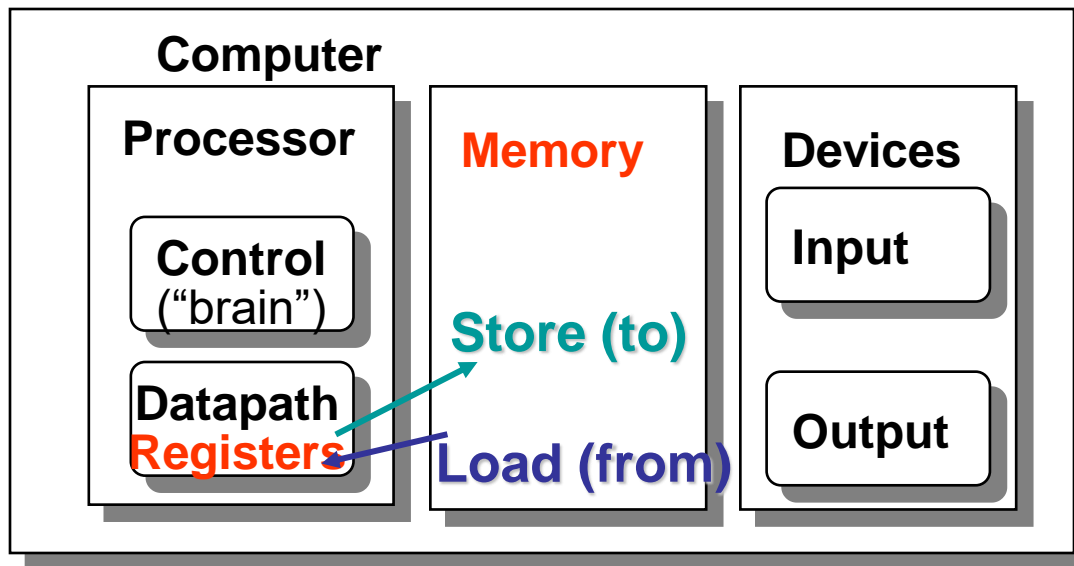 Computer
Processor
Control
(“brain”)
Datapath
Registers
Memory
Store (to)
Load (from)
Devices
Input
Output